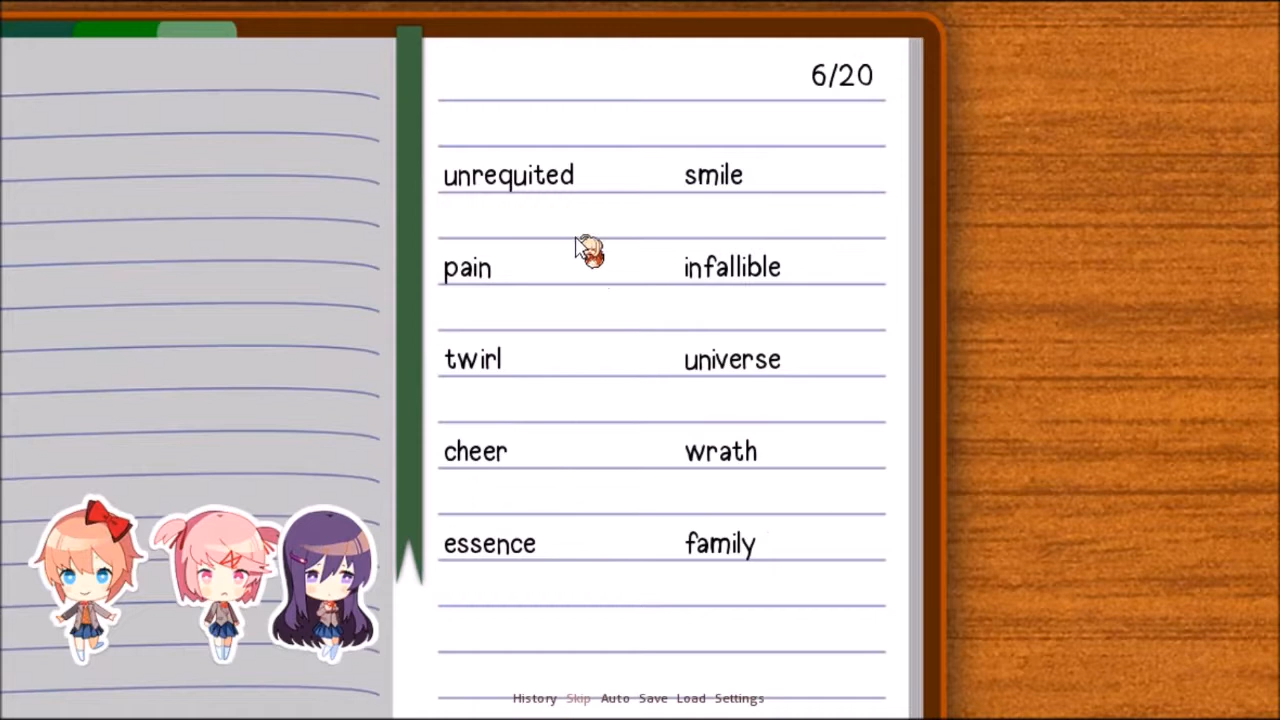 6/20
unrequited smile
pain infallible
twirl universe
cheer wrath
essence family
History Skip Auto Save Load Settings